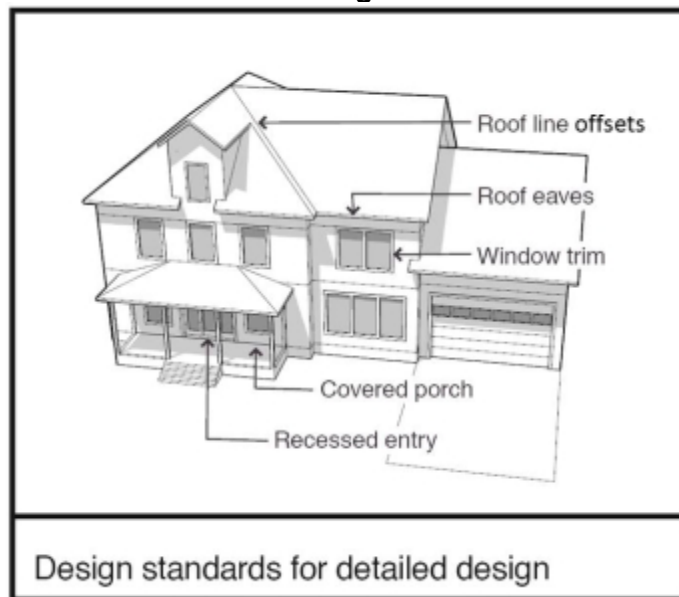 Roof line offsets
Roof eaves
Window trim
Covered porch
Recessed entry
Design standards for detailed design